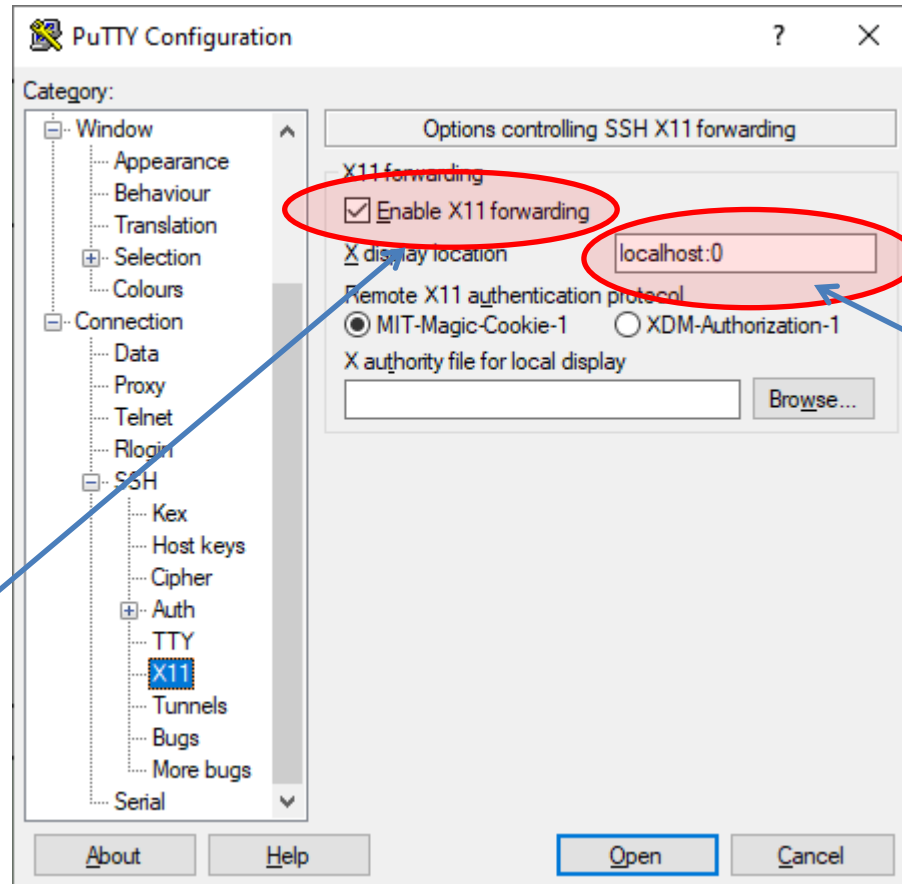 PuTTY Configuration
?
Category:
Window
Appearance
Behaviour
Translation
Selection
Colours
Connection
Data
Proxy
Telnet
Rlogin
SSH
Kex
Host keys
Cipher
Auth
TTY
X11
Tunnels
Bugs
More bugs
Serial
Options controlling SSH X11 forwarding
X11 forwarding
Enable X11 forwarding
X display location localhost:0
Remote X11 authentication protocol
MIT-Magic-Cookie-1 XDM-Authorization-1
X authority file for local display
Browse...
About Help Open Cancel